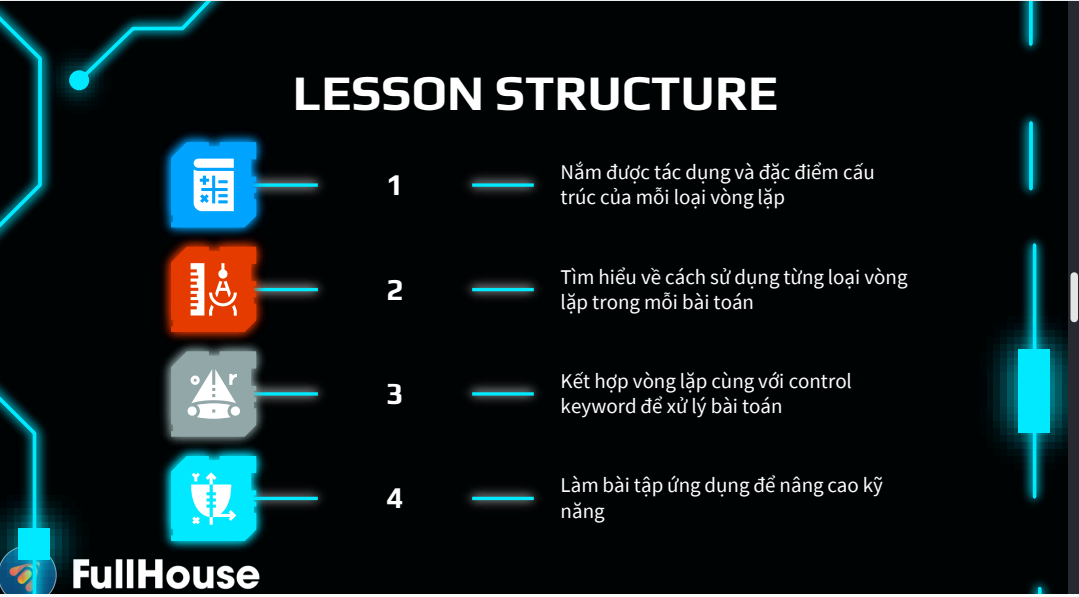 LESSON STRUCTURE
1
Nắm được tác dụng và đặc điểm cấu
trúc của mỗi loại vòng lặp
2
Tìm hiểu về cách sử dụng từng loại vòng
lặp trong mỗi bài toán
3
Kết hợp vòng lặp cùng với control
keyword để xử lý bài toán
4
Làm bài tập ứng dụng để nâng cao kỹ
năng
FullHouse